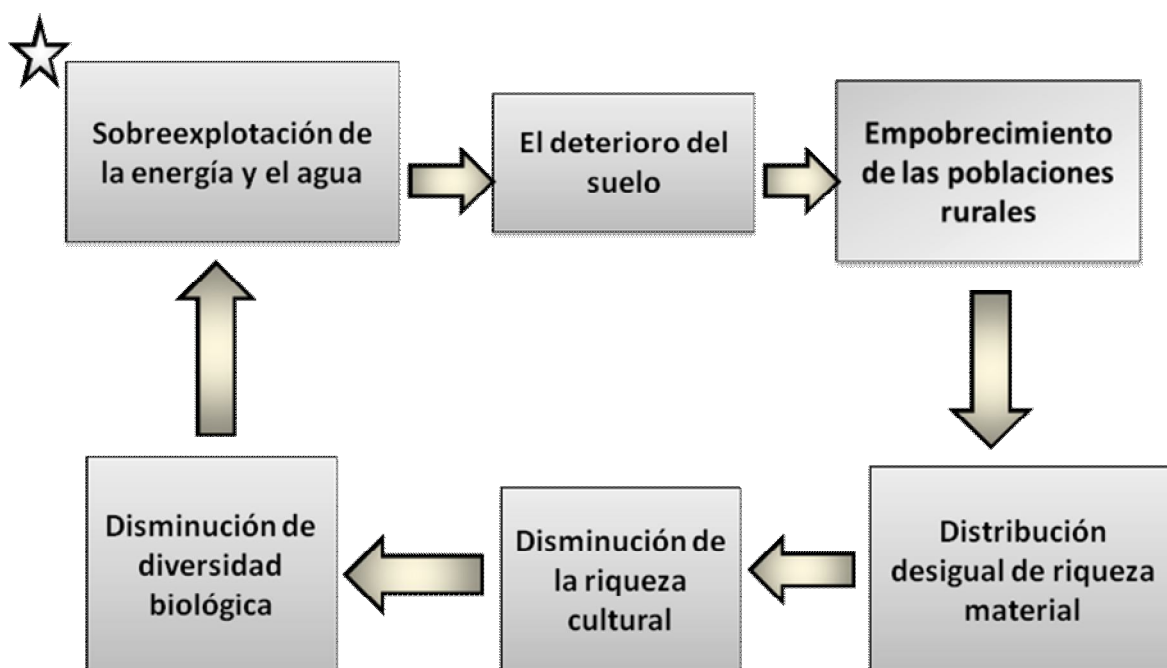 Sobreexplotación de
la energía y el agua
El deterioro del
suelo
Empobrecimiento
de las poblaciones
rurales
Distribución
desigual de riqueza
material
Disminución de
la riqueza
cultural
Disminución de
diversidad
biológica